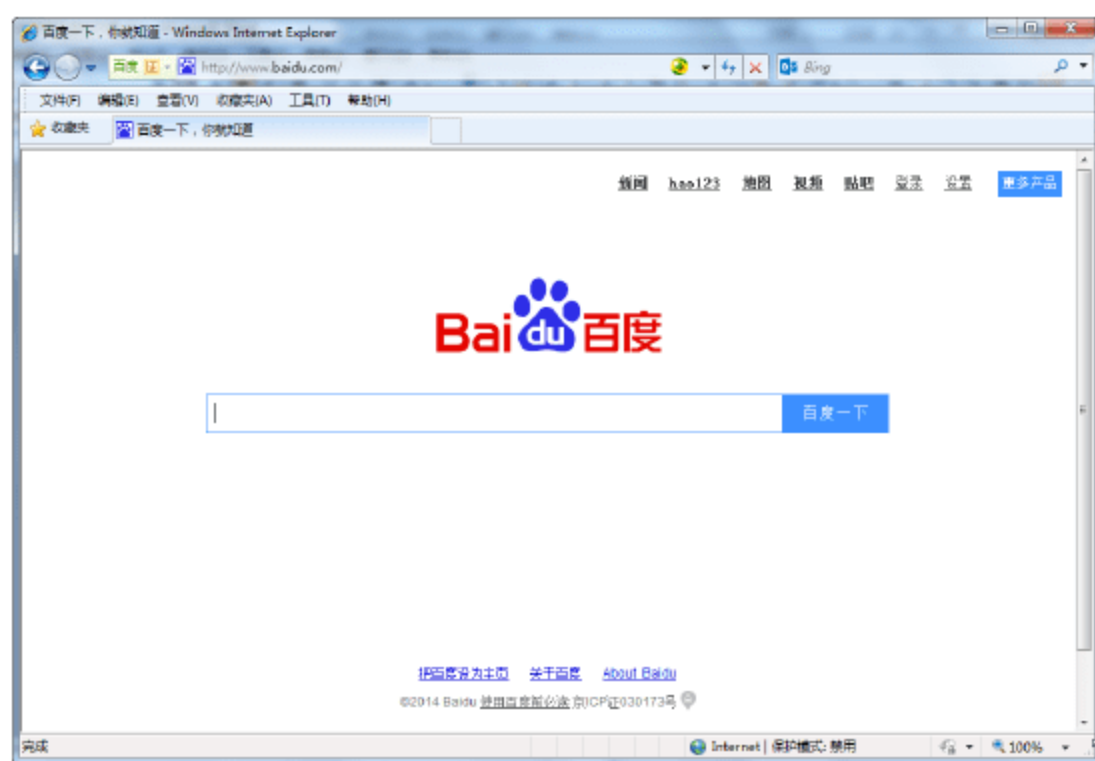 百度一下，你就知道 - Windows Internet Explorer
百度 证 http://www.baidu.com/ Bing
文件(F) 编辑(E) 查看(V) 收藏夹(A) 工具(T) 帮助(H)
收藏夹 百度一下，你就知道
新闻 hao123 地图 视频 贴吧 登录 设置 更多产品
Bai du 百度
百度一下
把百度设为主页 关于百度 About Baidu
©2014 Baidu 使用百度前必读 京ICP证030173号
完成 Internet | 保护模式: 禁用 100%